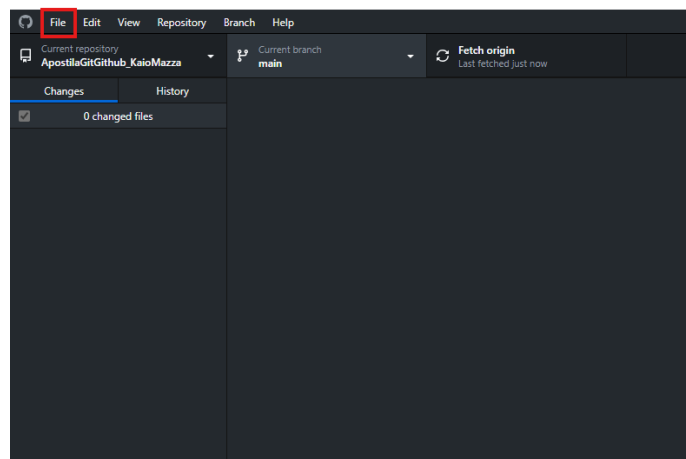 File Edit View Repository Branch Help
Current repository
ApostilaGitGithub_KaioMazza
Current branch
main
Fetch origin
Last fetched just now
Changes History
0 changed files